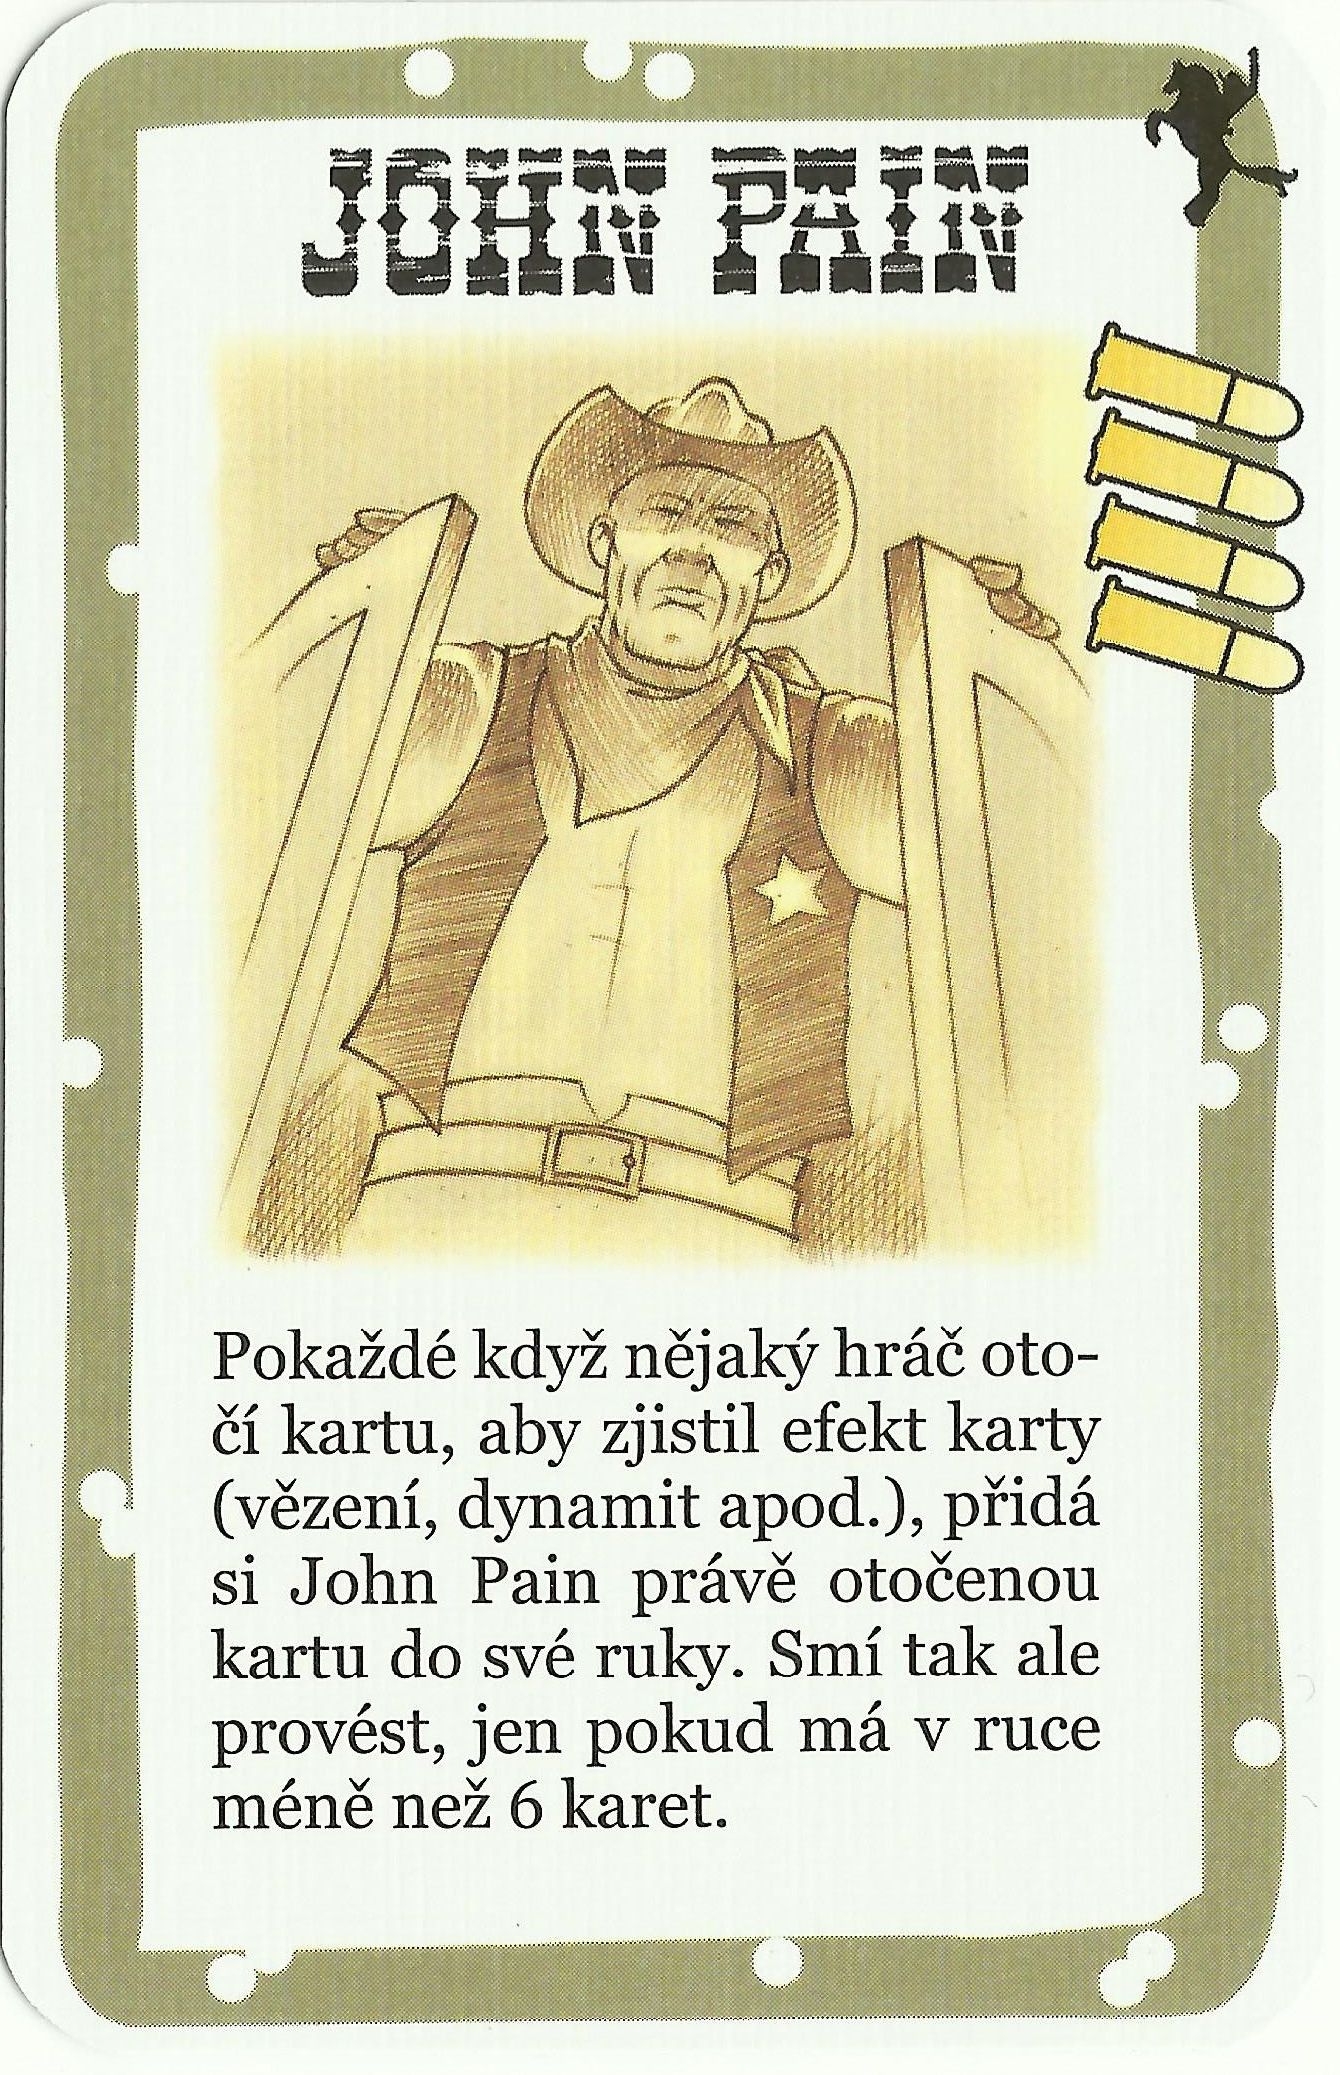 JOHN PAIN
Pokaždé když nějaký hráč oto-
čí kartu, aby zjistil efekt karty
(vězení, dynamit apod.), přidá
si John Pain právě otočenou
kartu do své ruky. Smí tak ale
provést, jen pokud má v ruce
méně než 6 karet.